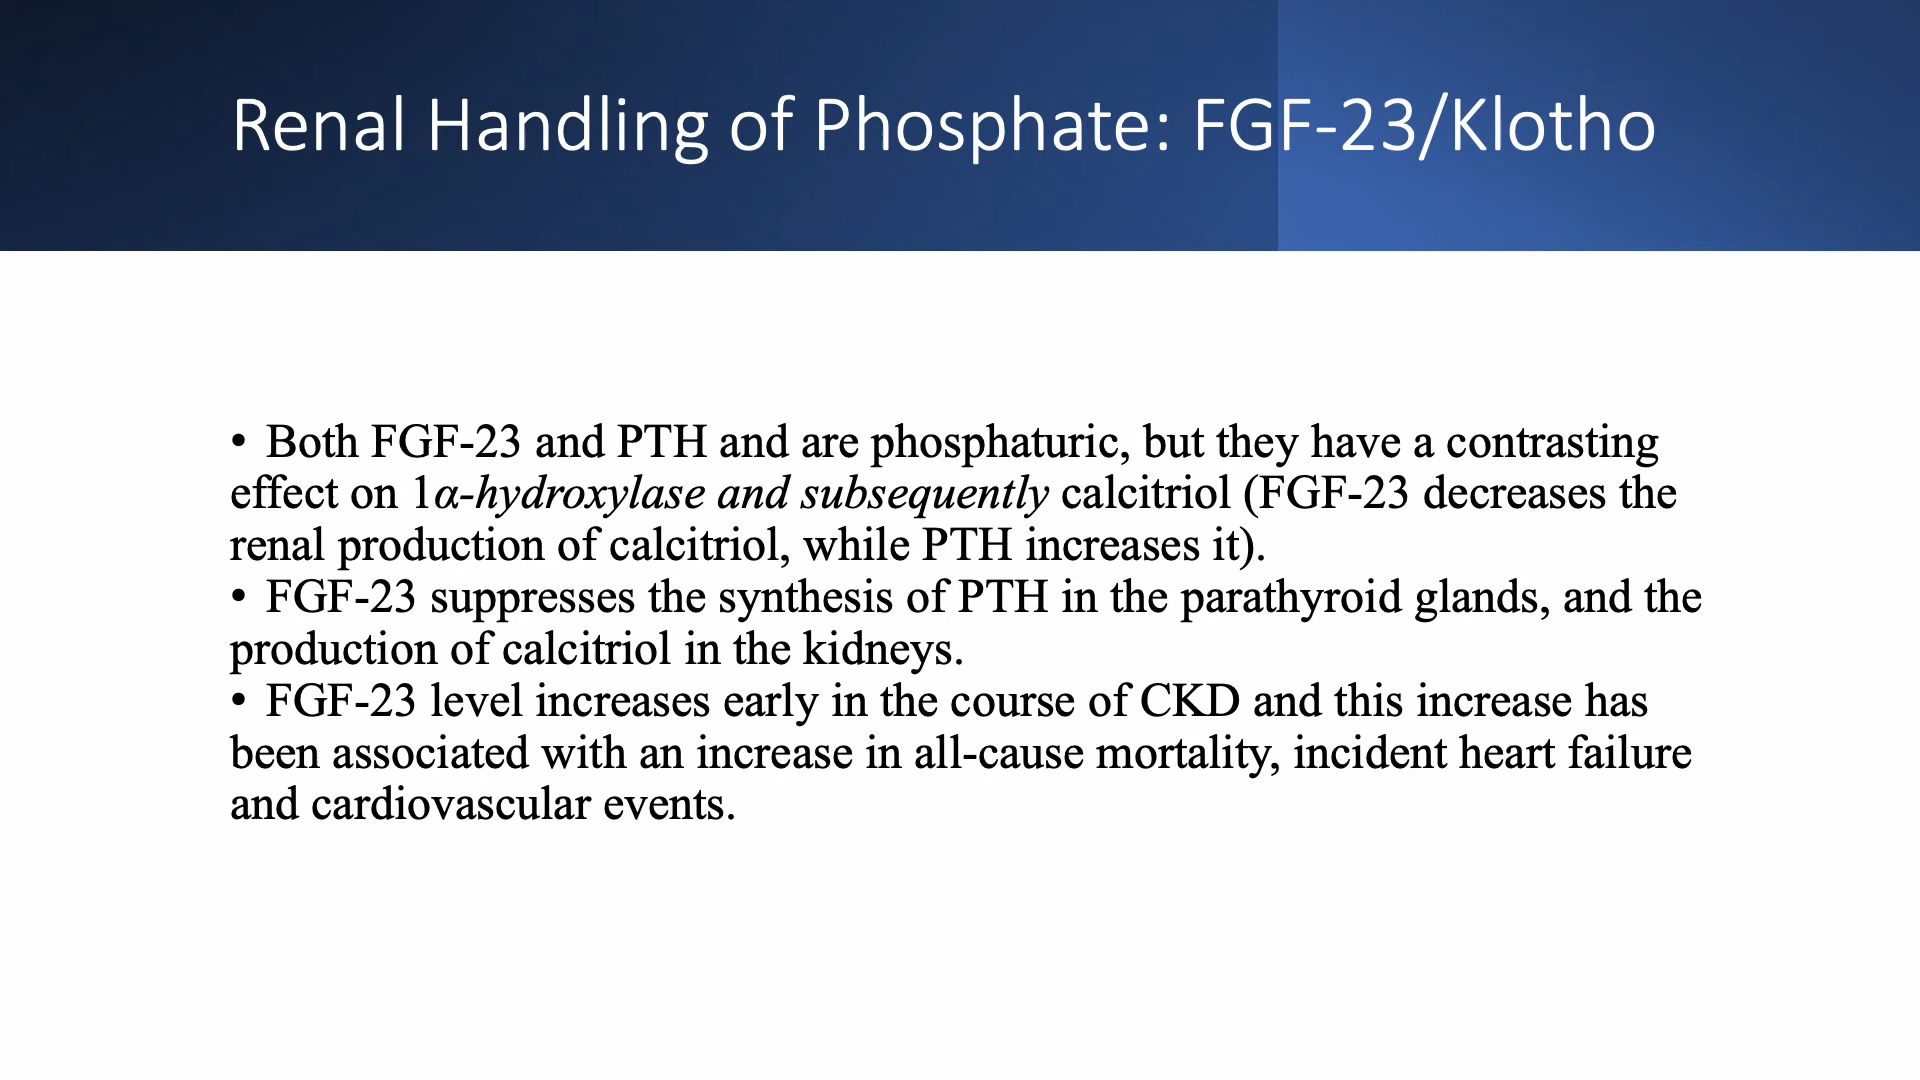 Renal Handling of Phosphate: FGF-23/Klotho
• Both FGF-23 and PTH and are phosphaturic, but they have a contrasting
effect on 1α-hydroxylase and subsequently calcitriol (FGF-23 decreases the
renal production of calcitriol, while PTH increases it).
• FGF-23 suppresses the synthesis of PTH in the parathyroid glands, and the
production of calcitriol in the kidneys.
• FGF-23 level increases early in the course of CKD and this increase has
been associated with an increase in all-cause mortality, incident heart failure
and cardiovascular events.